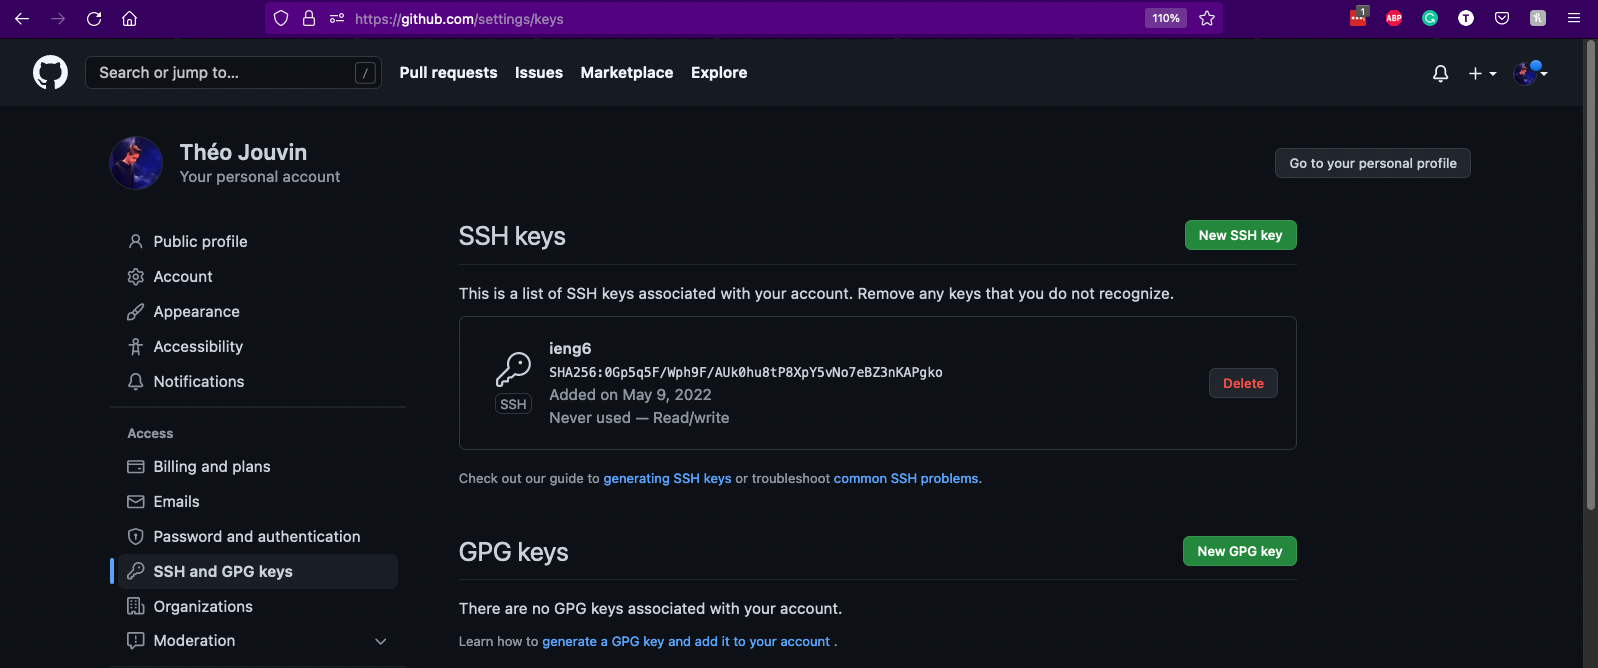 https://github.com/settings/keys
110%
1
ABP
G
T
Search or jump to...
/
Pull requests
Issues
Marketplace
Explore
Théo Jouvin
Your personal account
Go to your personal profile
Public profile
Account
Appearance
Accessibility
Notifications
Access
Billing and plans
Emails
Password and authentication
SSH and GPG keys
Organizations
Moderation
SSH keys
New SSH key
This is a list of SSH keys associated with your account. Remove any keys that you do not recognize.
ieng6
SHA256:0Gp5q5F/Wph9F/AUk0hu8tP8XpY5vNo7eBZ3nKAPgko
Added on May 9, 2022
Never used — Read/write
SSH
Delete
Check out our guide to generating SSH keys or troubleshoot common SSH problems.
GPG keys
New GPG key
There are no GPG keys associated with your account.
Learn how to generate a GPG key and add it to your account .